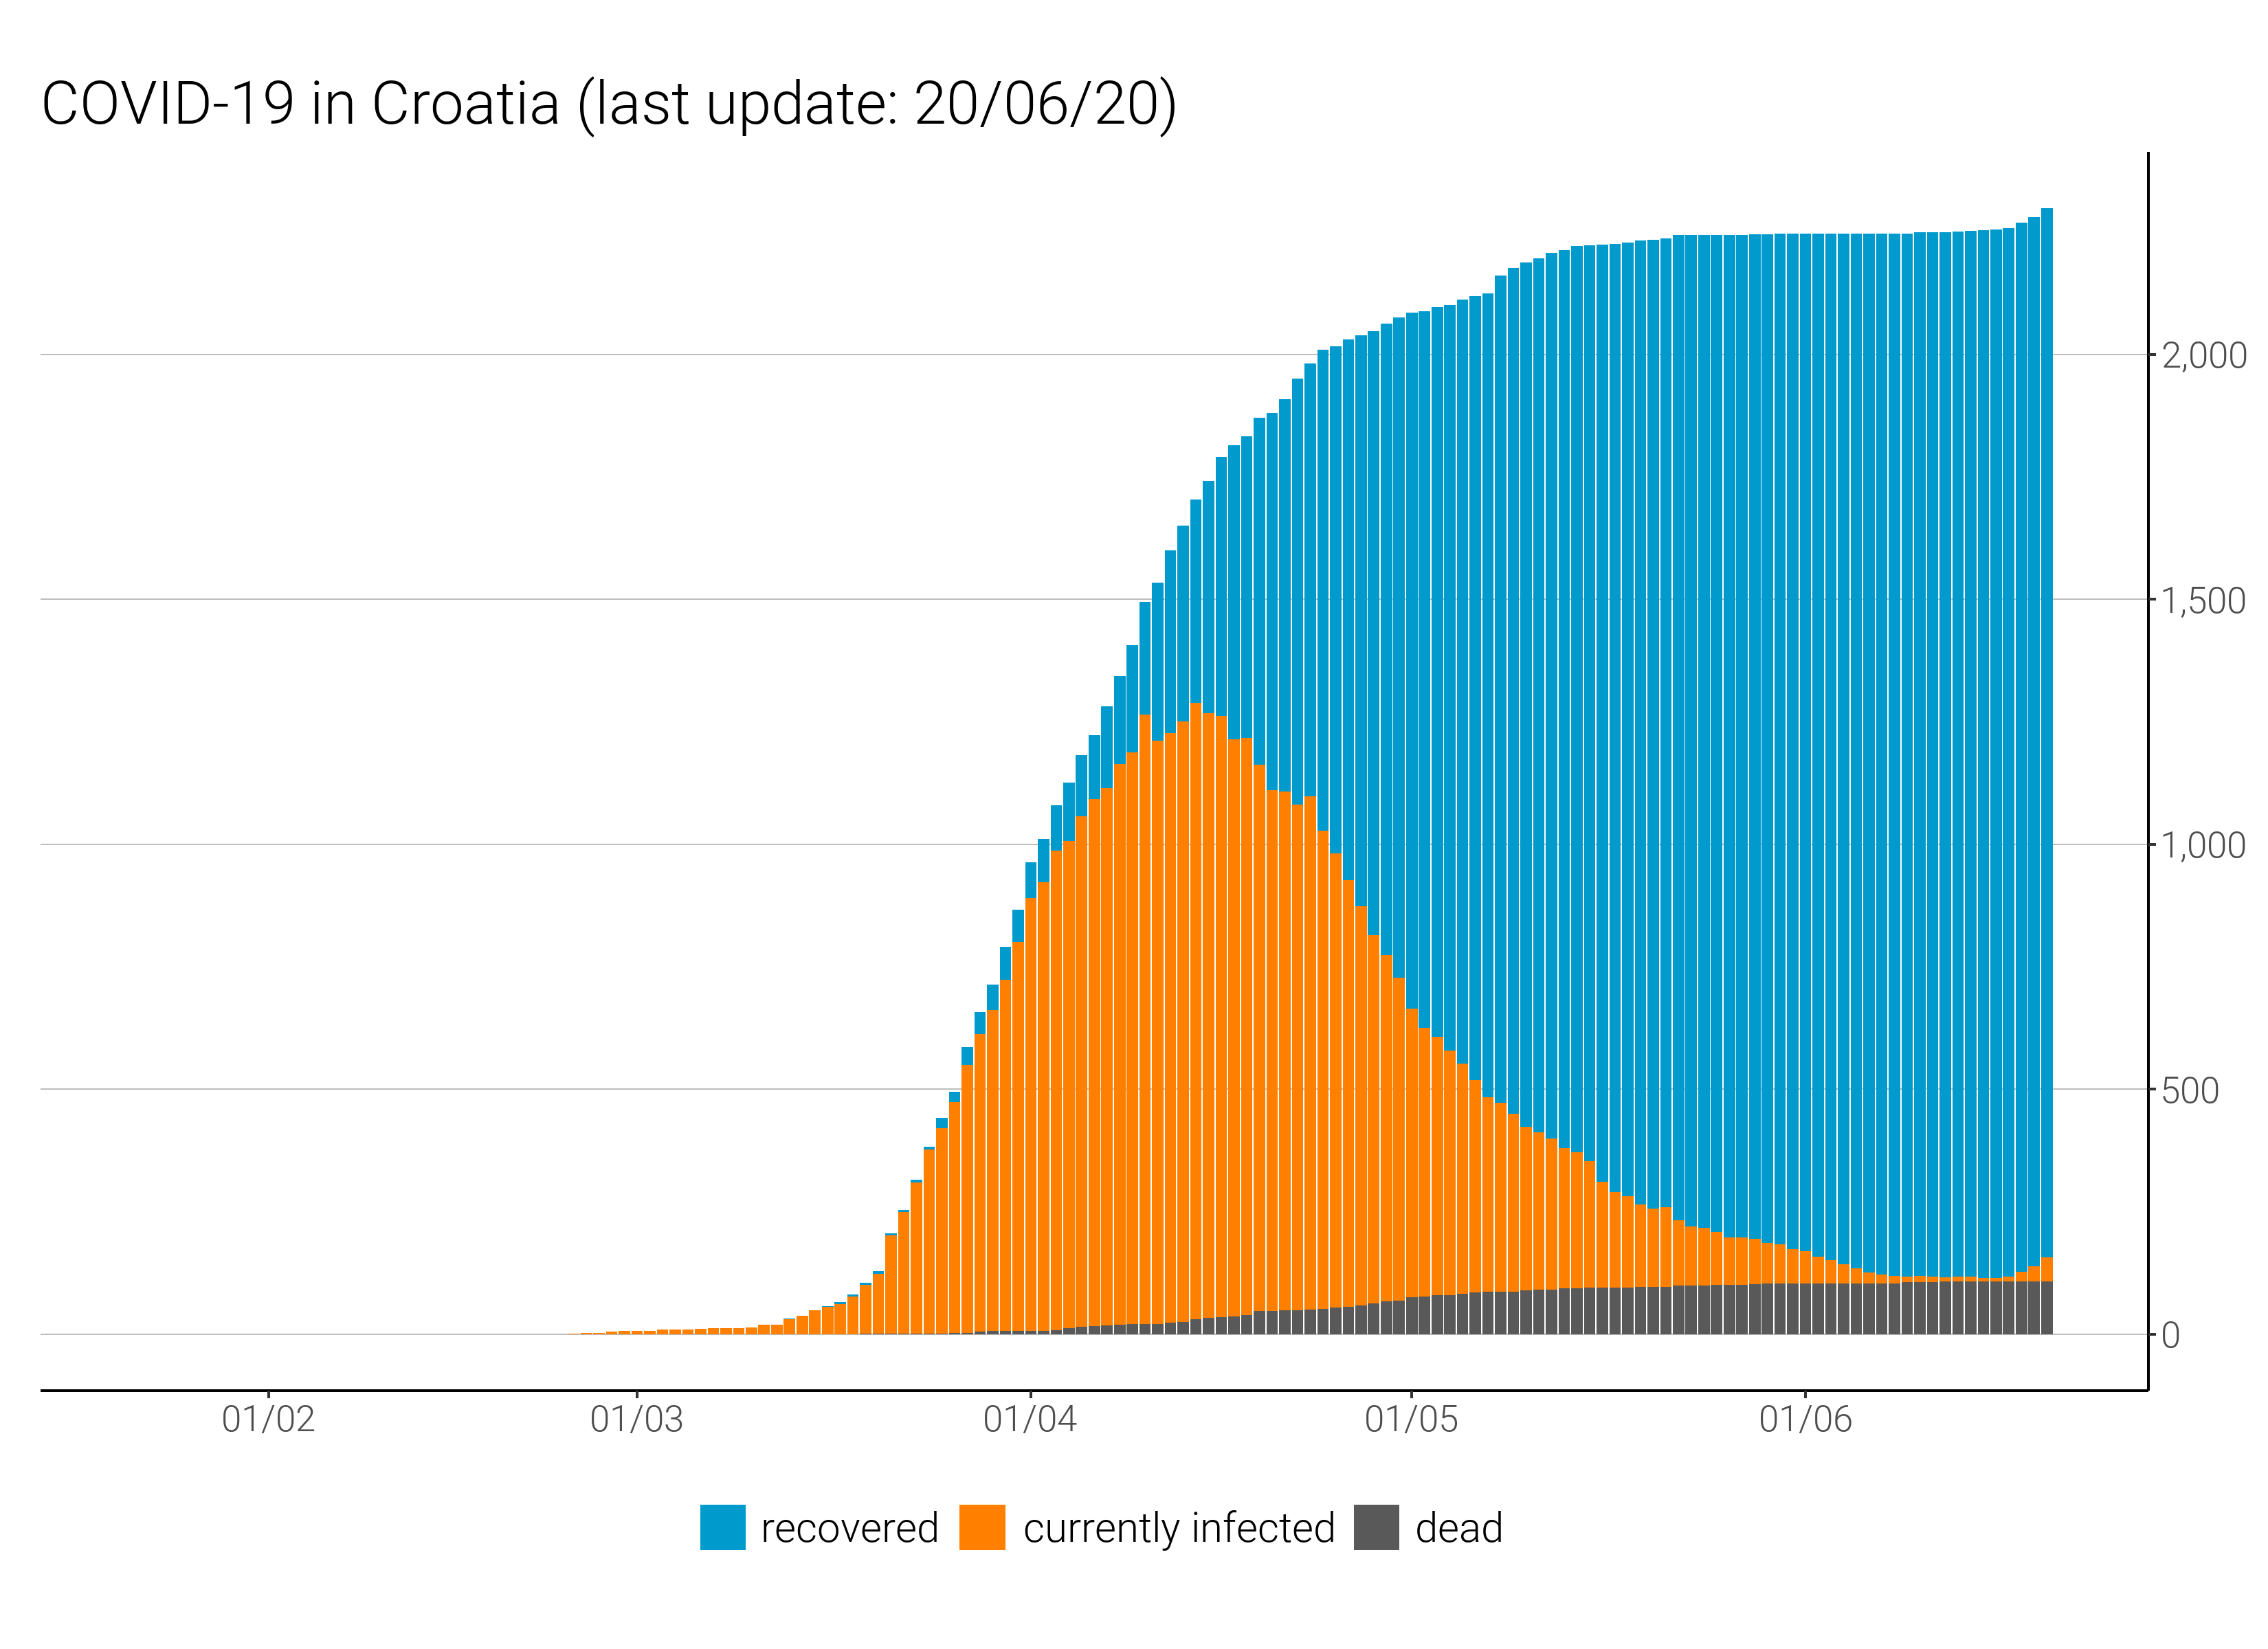 COVID-19 in Croatia (last update: 20/06/20)
2,000
1,500
1,000
500
0
01/02 01/03 01/04 01/05 01/06
recovered currently infected dead